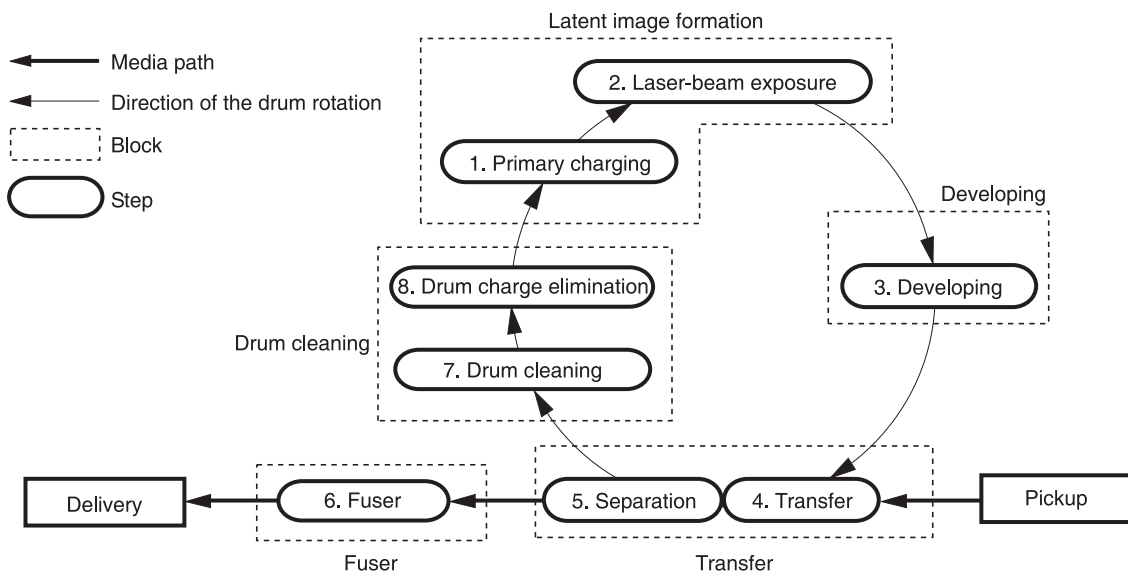 Latent image formation
Media path
Direction of the drum rotation
Block
Step
2. Laser-beam exposure
1. Primary charging
Developing
3. Developing
8. Drum charge elimination
Drum cleaning
7. Drum cleaning
Delivery
6. Fuser
5. Separation
4. Transfer
Pickup
Fuser
Transfer